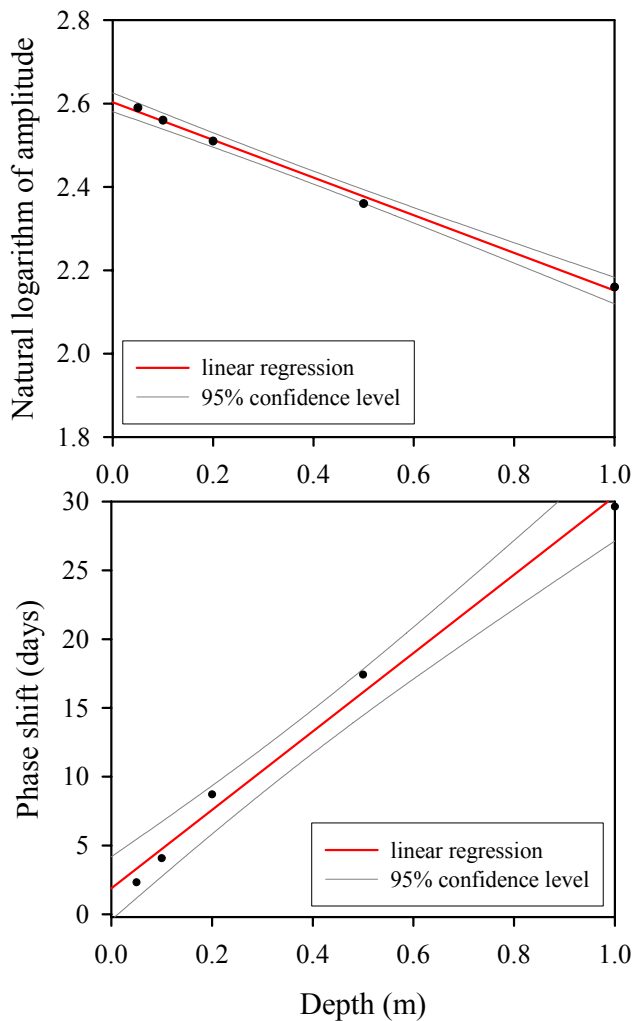 Natural logarithm of amplitude
2.8
2.6
2.4
2.2
2.0
1.8
linear regression
95% confidence level
0.0 0.2 0.4 0.6 0.8 1.0
Phase shift (days)
30
25
20
15
10
5
0
linear regression
95% confidence level
0.0 0.2 0.4 0.6 0.8 1.0
Depth (m)